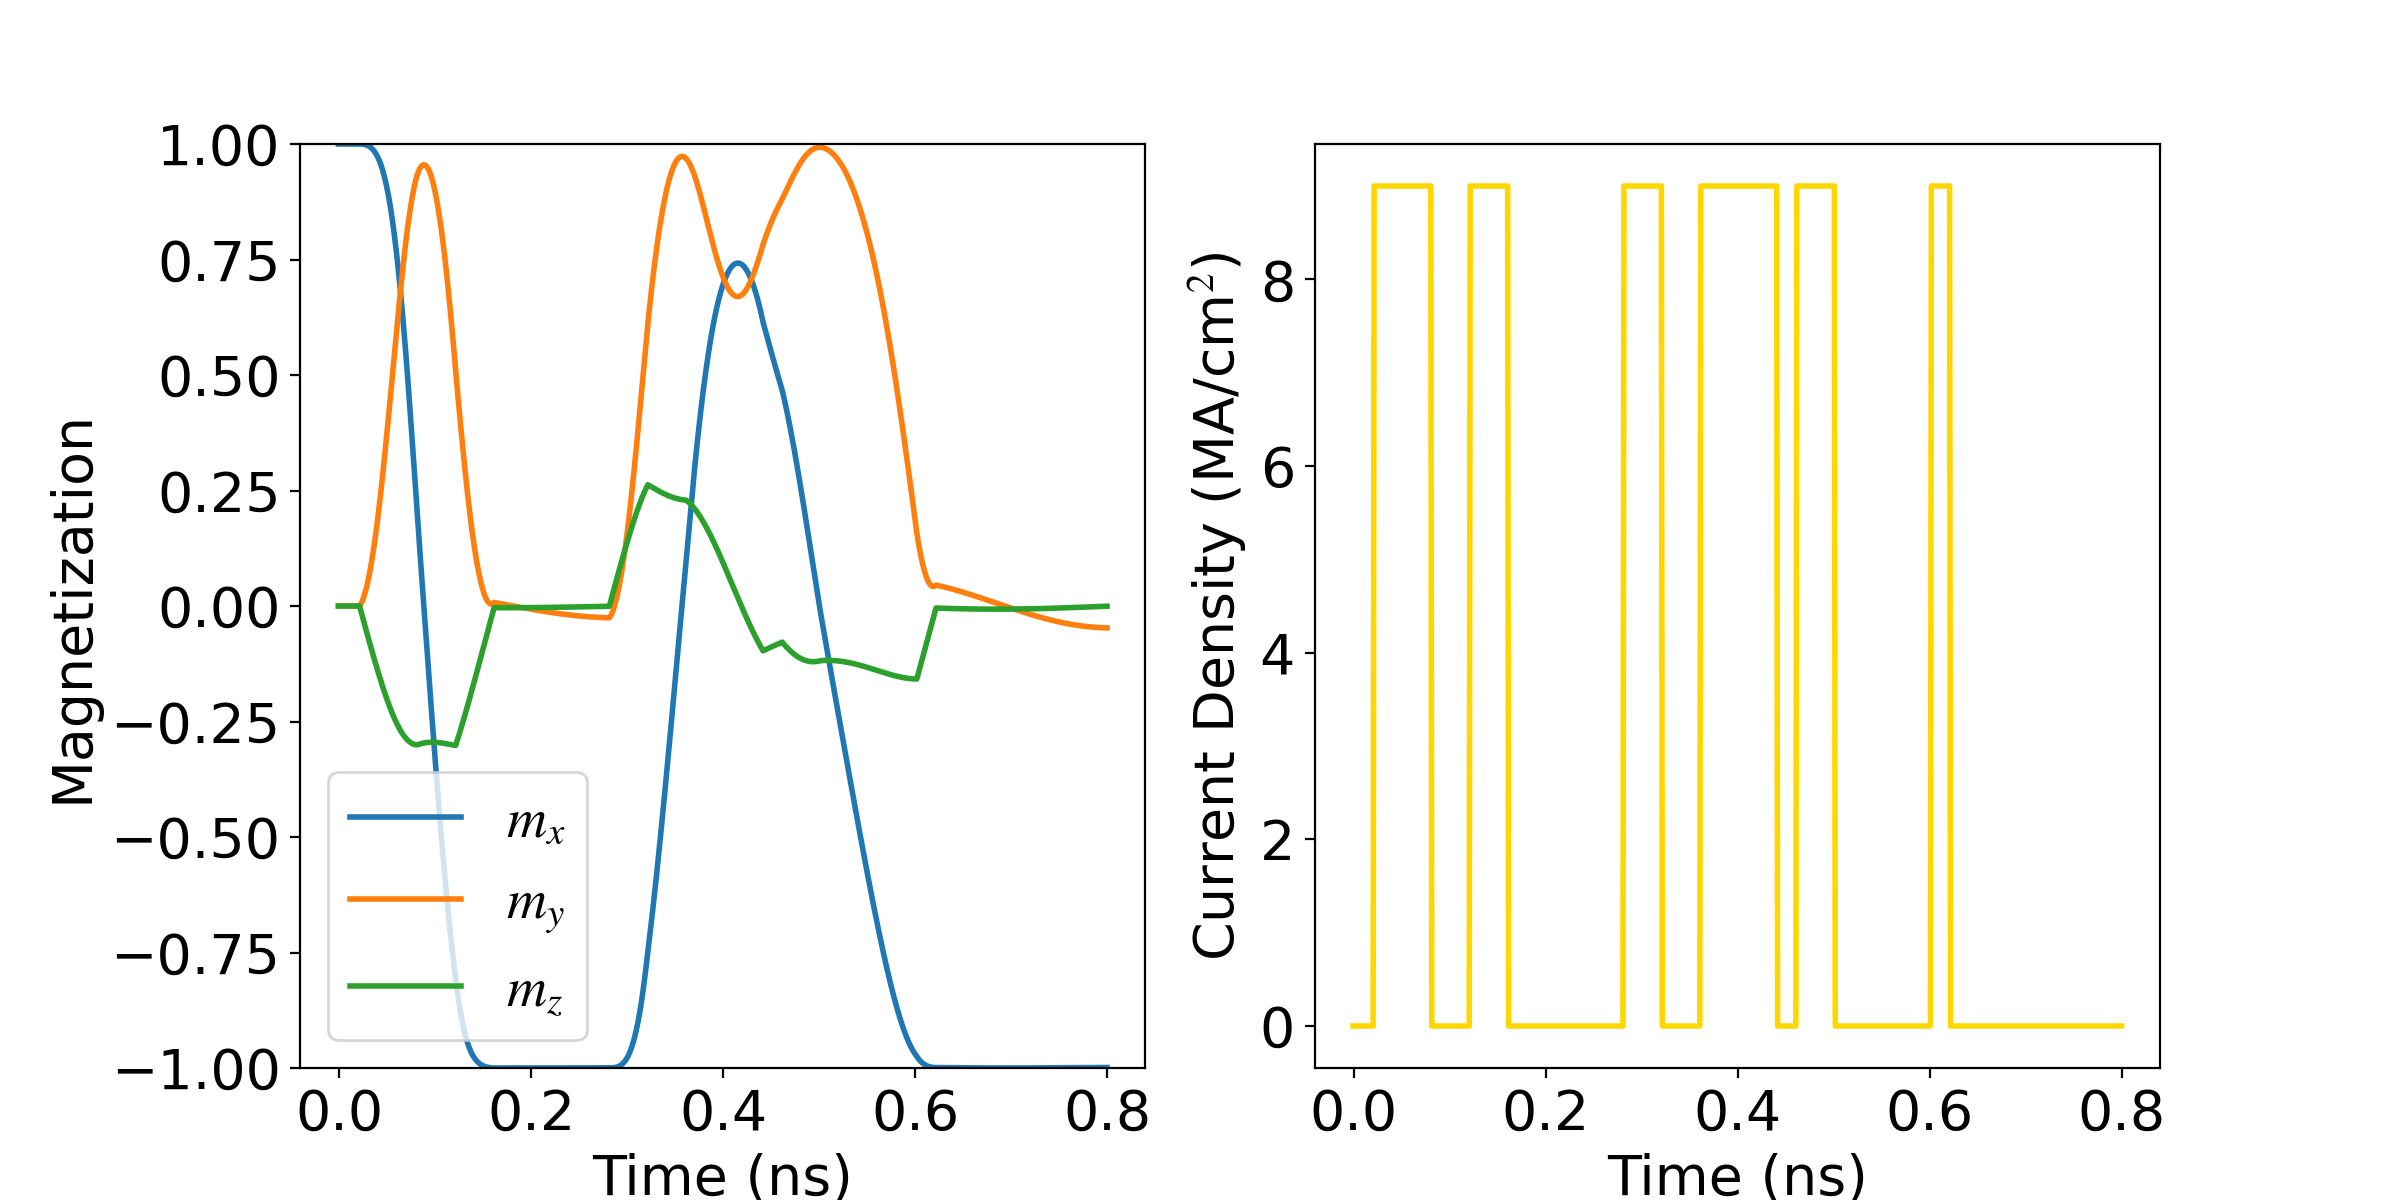 1.00
0.75
0.50
0.25
0.00
−0.25
−0.50
−0.75
−1.00
Magnetization
0.0 0.2 0.4 0.6 0.8
Time (ns)
m_x
m_y
m_z
8
6
4
2
0
Current Density (MA/cm²)
0.0 0.2 0.4 0.6 0.8
Time (ns)